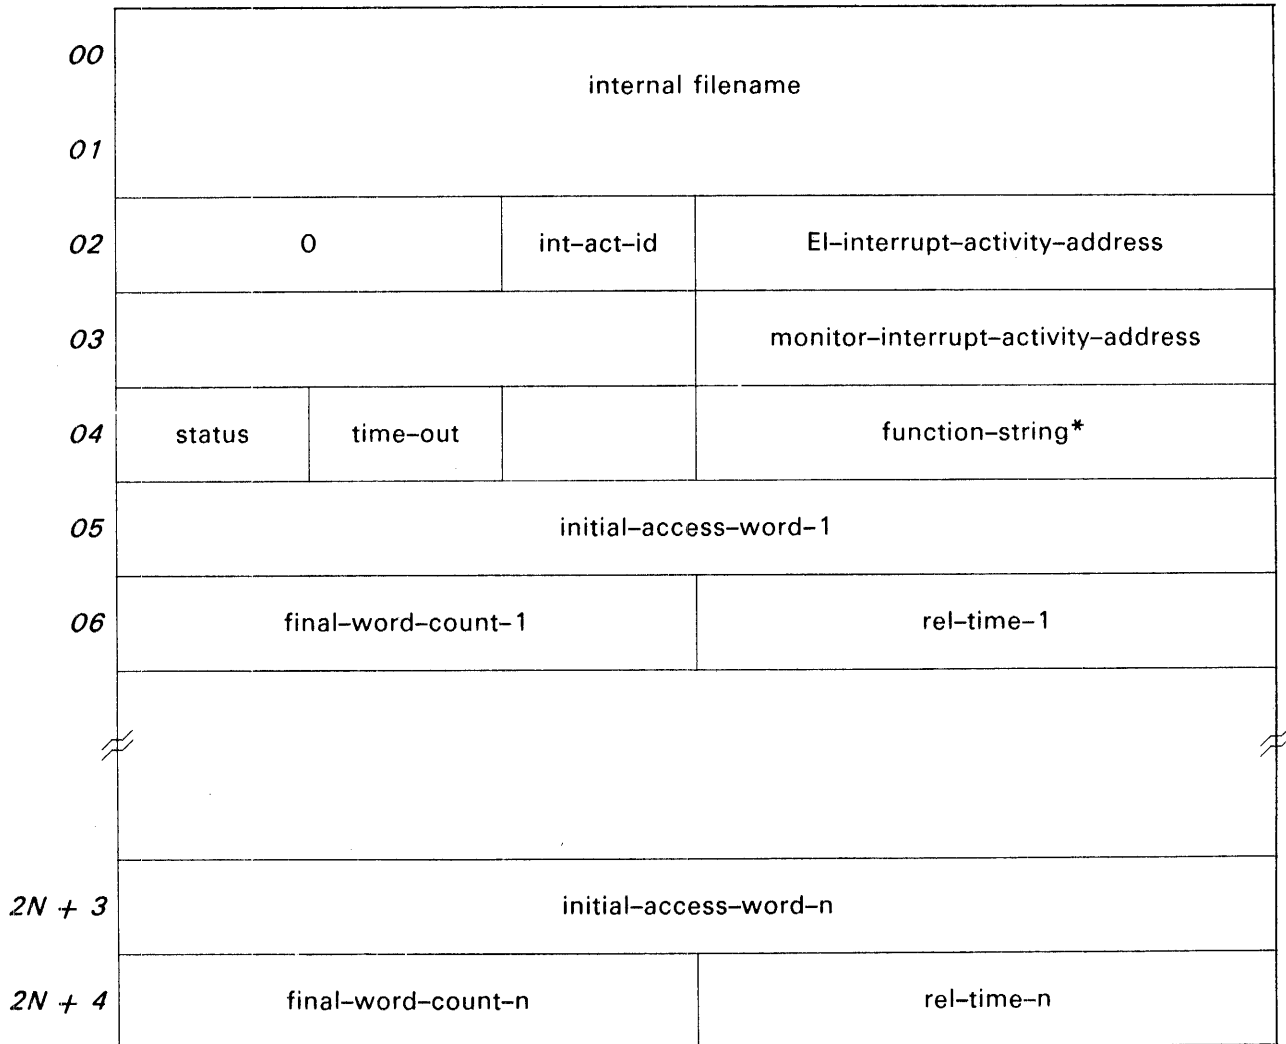 00
internal filename
01
02 0 int-act-id EI-interrupt-activity-address
03 monitor-interrupt-activity-address
04 status time-out function-string*
05 initial-access-word-1
06 final-word-count-1 rel-time-1
2N + 3 initial-access-word-n
2N + 4 final-word-count-n rel-time-n